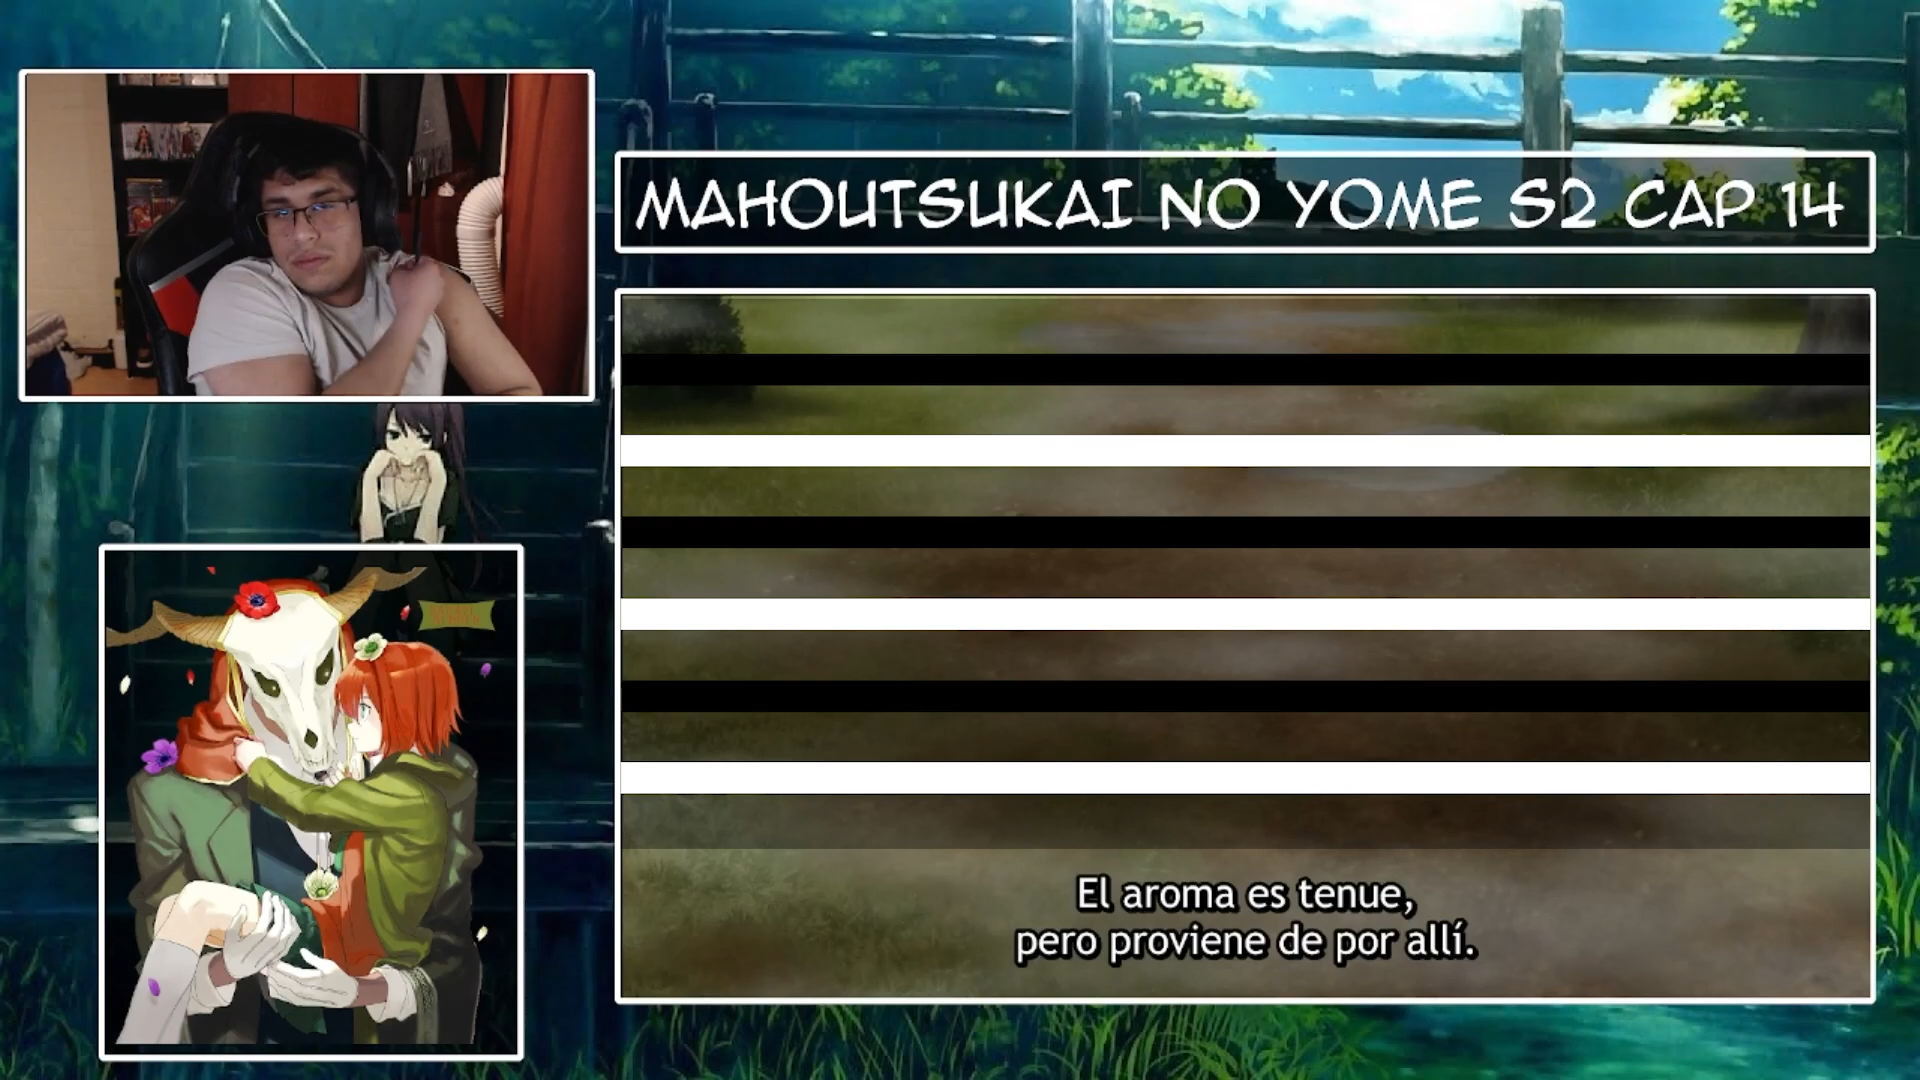 MAHOUTSUKAI NO YOME S2 CAP 14
El aroma es tenue,
pero proviene de por allí.